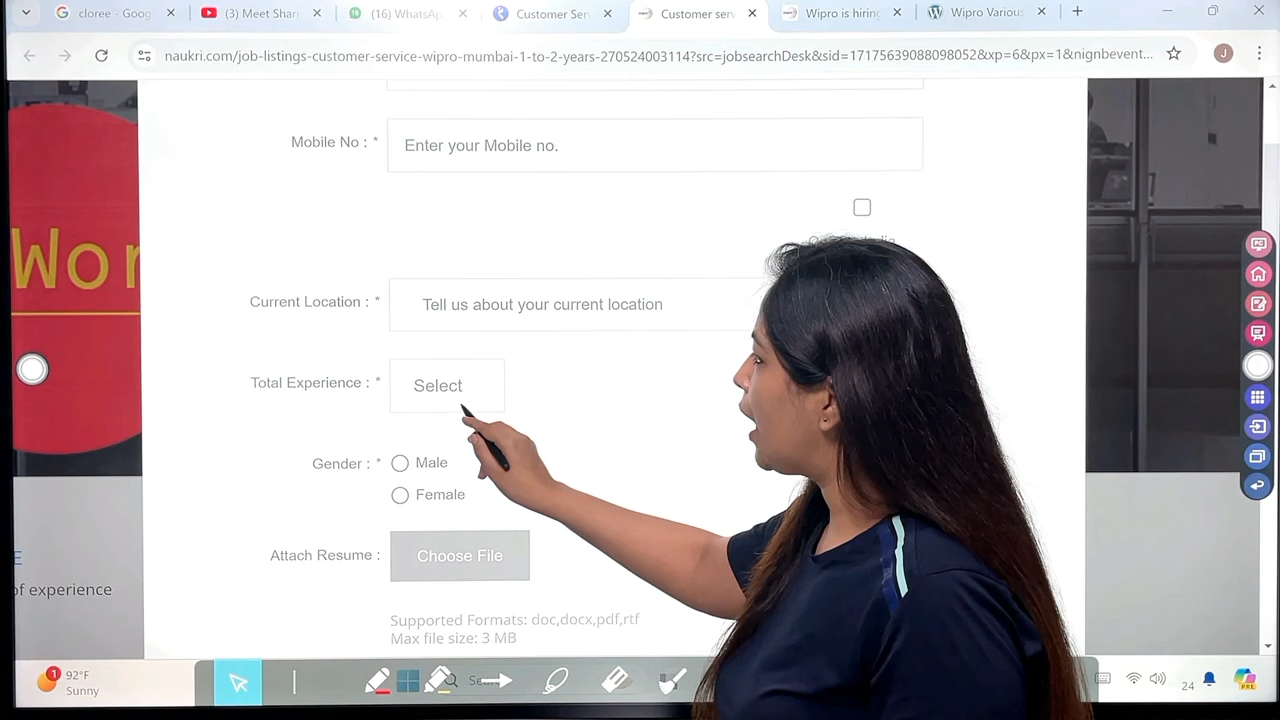 cloree - Goog
(3) Meet Shar
(16) WhatsAp
Customer Ser
Customer serv
Wipro is hiring
Wipro Various
naukri.com/job-listings-customer-service-wipro-mumbai-1-to-2-years-270524003114?src=jobsearchDesk&sid=17175639088098052&xp=6&px=1&nignbevent...
J
Wor
Mobile No : *
Enter your Mobile no.
Current Location : *
Tell us about your current location
Total Experience : *
Select
Gender : *
Male
Female
Attach Resume :
Choose File
E
of experience
Supported Formats: doc,docx,pdf,rtf
Max file size: 3 MB
1
92°F
Sunny
24
PRE